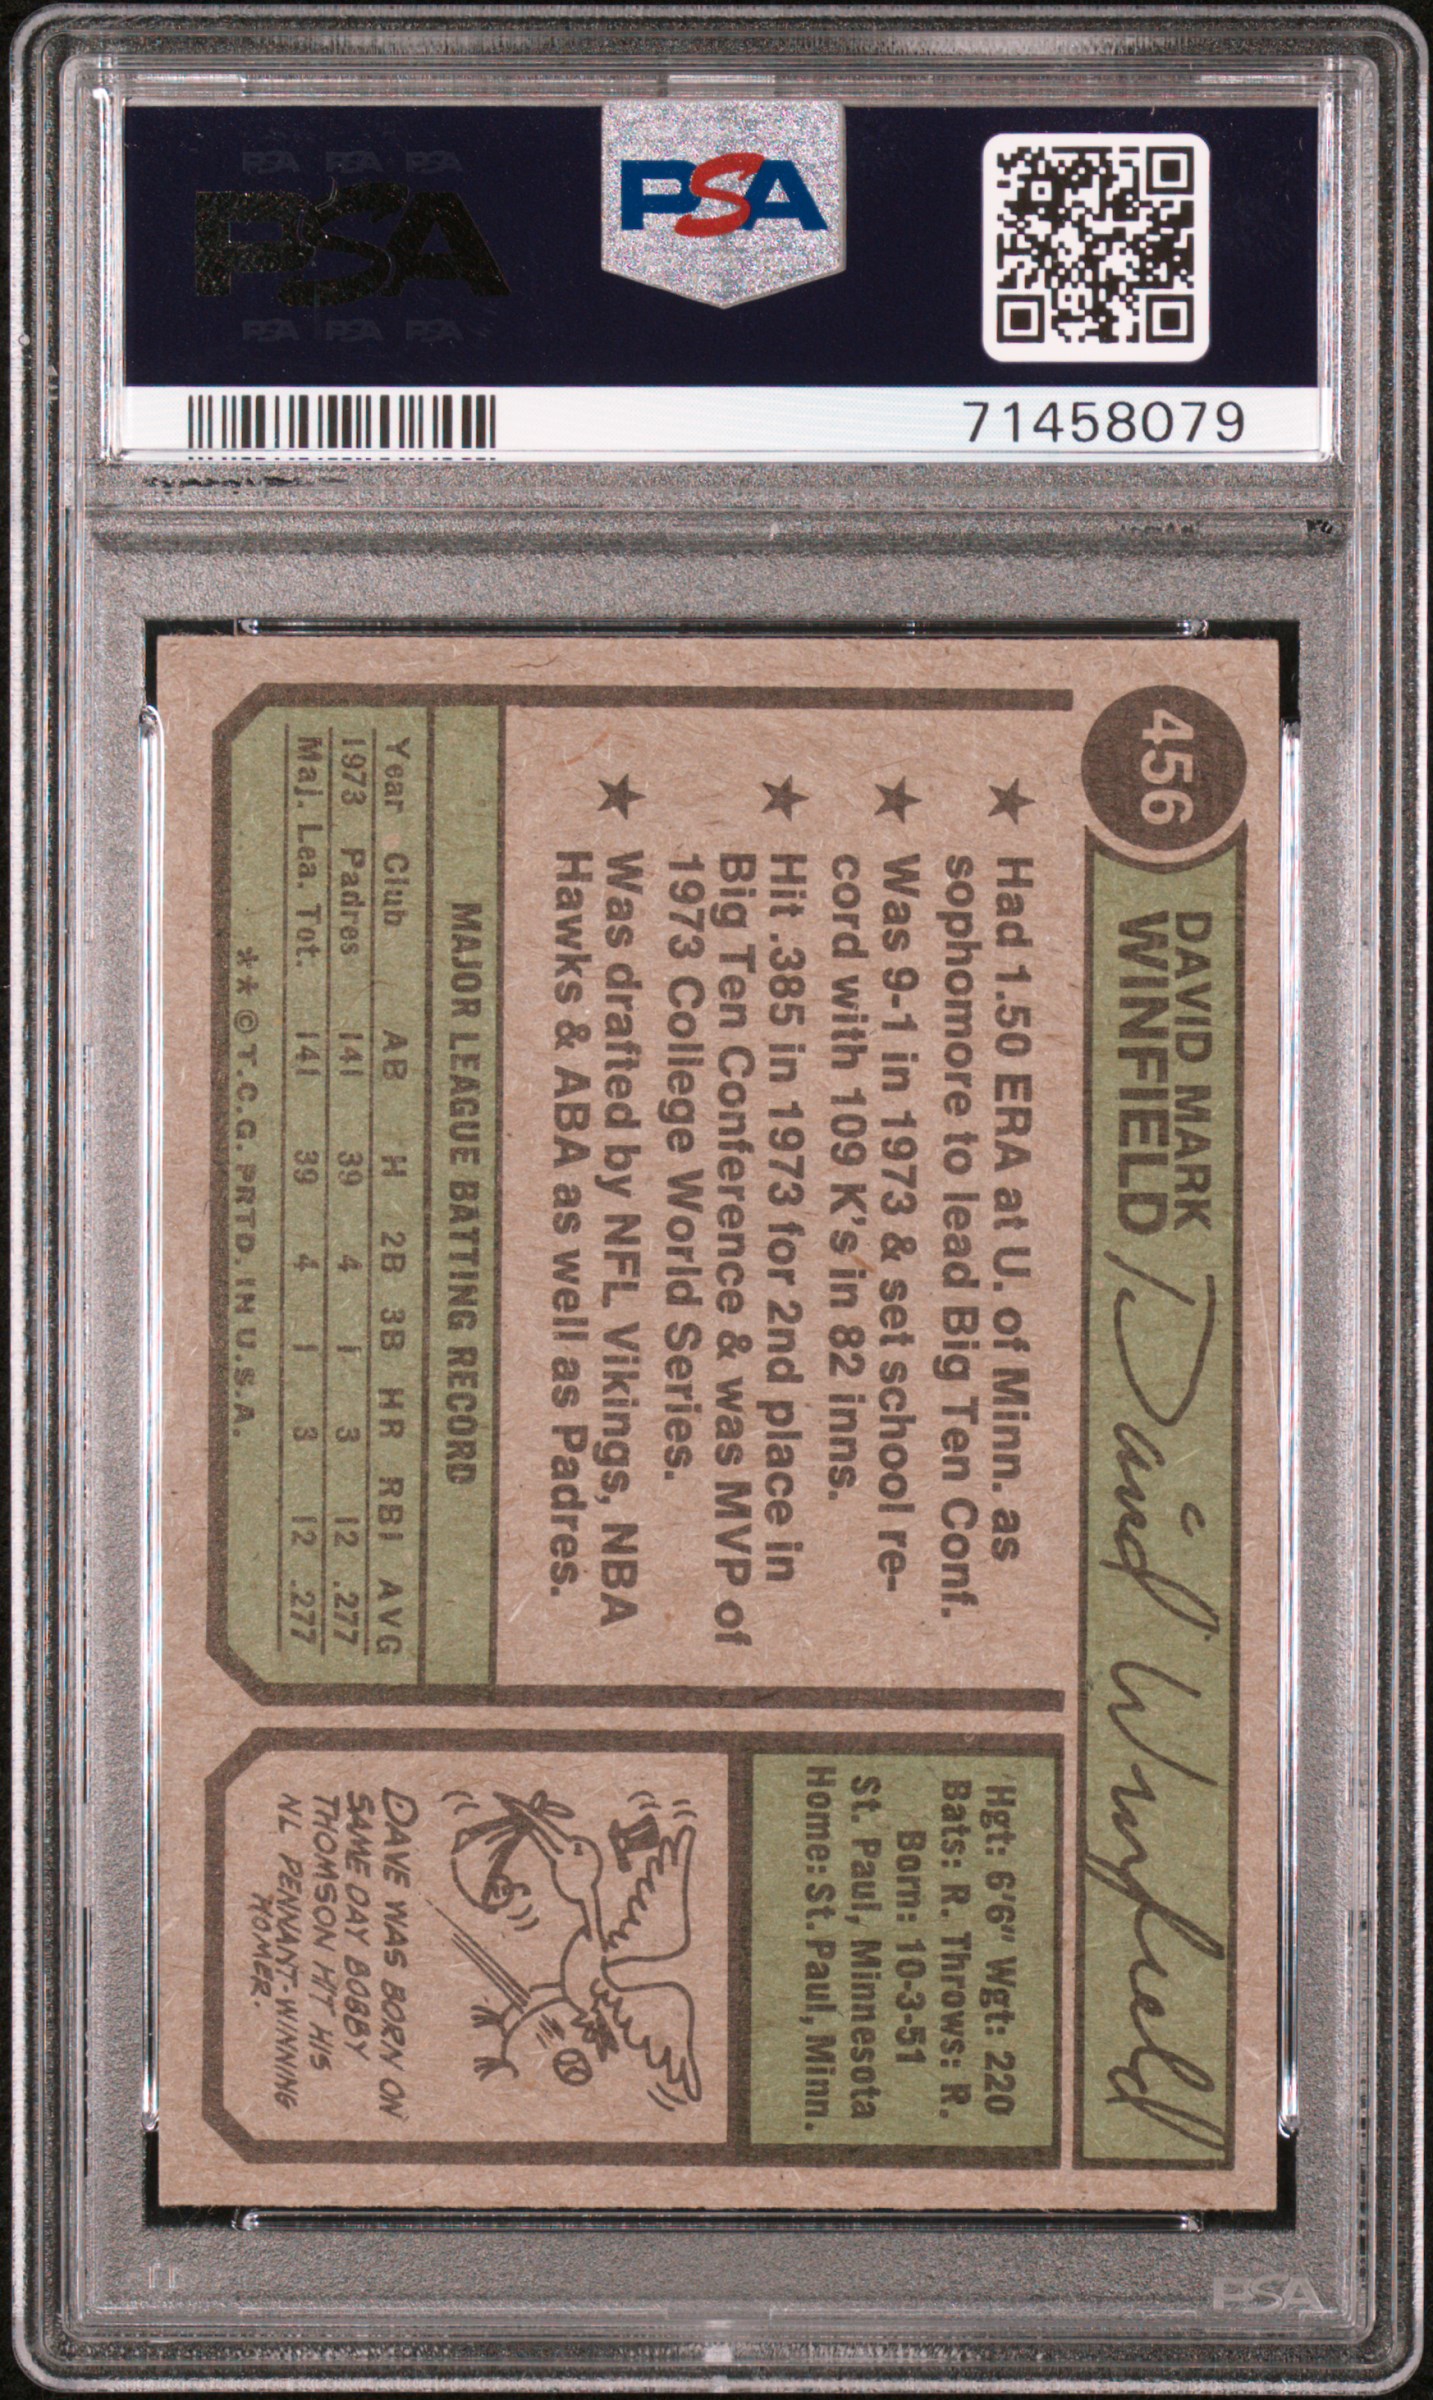 PSA PSA PSA
PSA
PSA PSA PSA
PSA
71458079
456
DAVID MARK
WINFIELD
David Winfield
★ Had 1.50 ERA at U. of Minn. as
sophomore to lead Big Ten Conf.
★ Was 9-1 in 1973 & set school re-
cord with 109 K's in 82 inns.
★ Hit .385 in 1973 for 2nd place in
Big Ten Conference & was MVP of
1973 College World Series.
★ Was drafted by NFL Vikings, NBA
Hawks & ABA as well as Padres.
MAJOR LEAGUE BATTING RECORD
Year Club AB H 2B 3B HR RBI AVG
1973 Padres 141 39 4 1 3 12 .277
Maj. Lea. Tot. 141 39 4 1 3 12 .277
**©T.C.G. PRTD. IN U.S.A.
Hgt: 6'6" Wgt: 220
Bats: R. Throws: R.
Born: 10-3-51
St. Paul, Minnesota
Home: St. Paul, Minn.
DAVE WAS BORN ON
SAME DAY BOBBY
THOMSON HIT HIS
NL PENNANT-WINNING
HOMER.
PSA